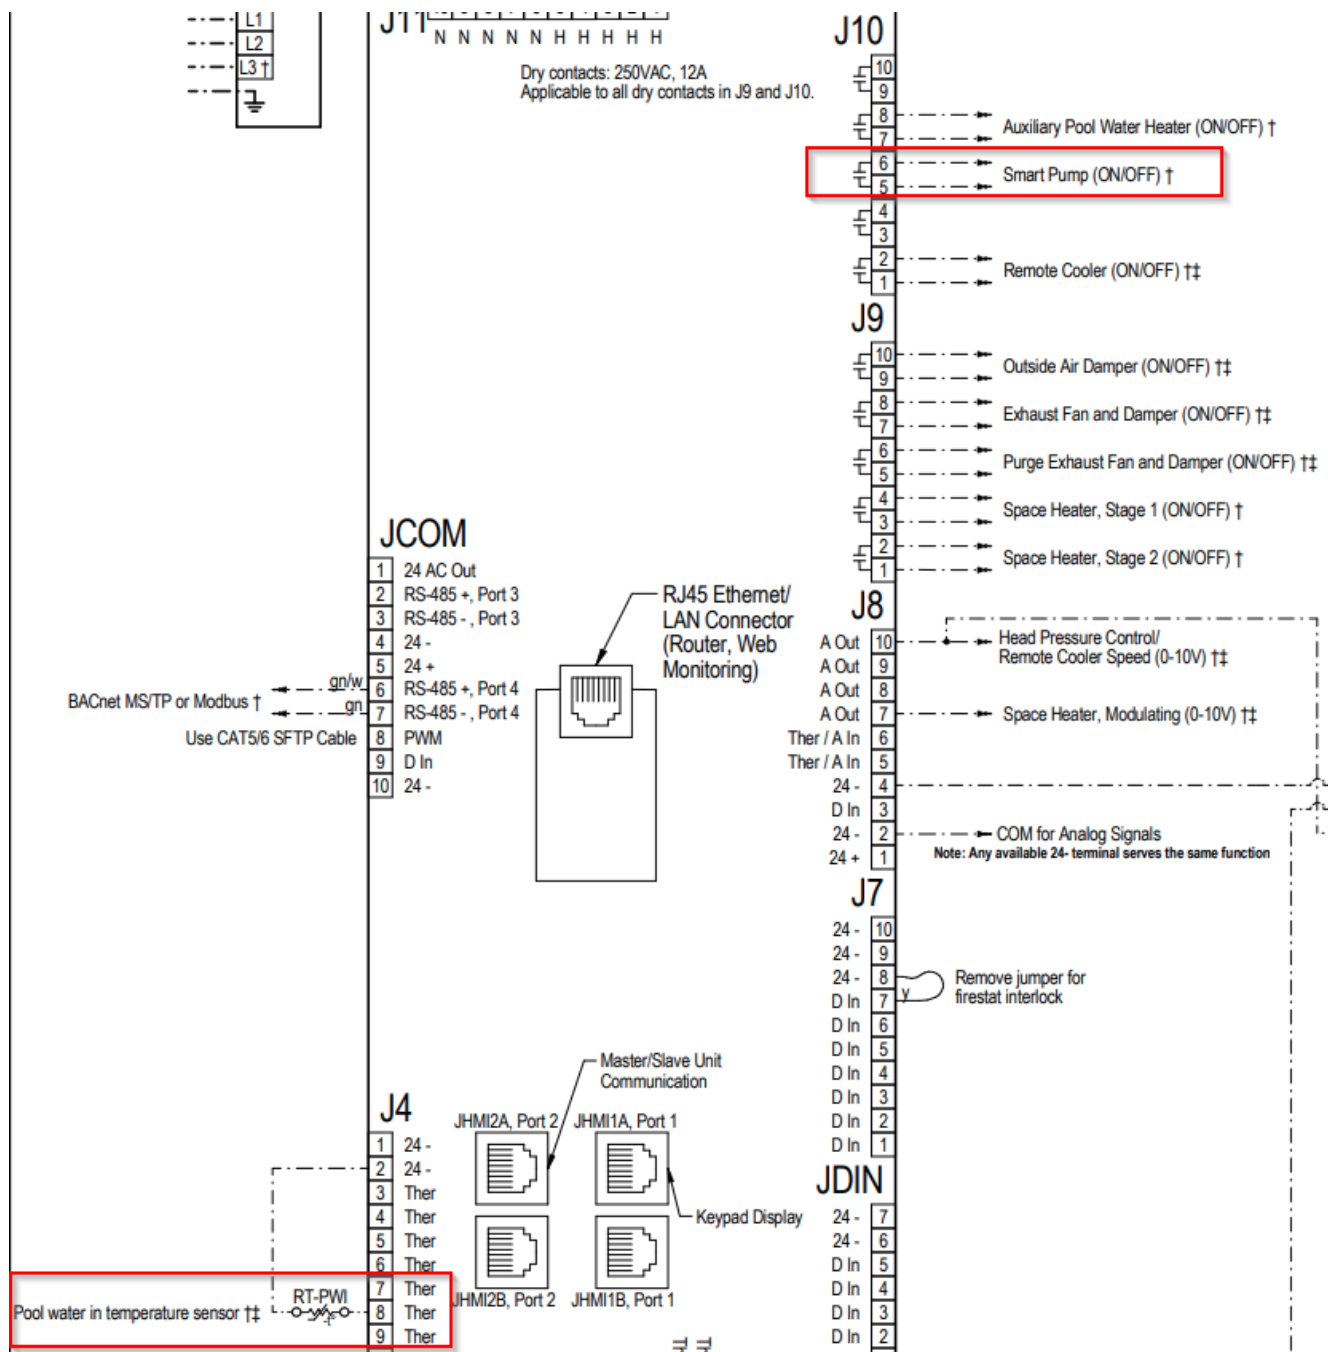 L1
L2
L3 †
J11
N N N N N H H H H H
Dry contacts: 250VAC, 12A
Applicable to all dry contacts in J9 and J10.
J10
10
9
8
7
Auxiliary Pool Water Heater (ON/OFF) †
6
5
Smart Pump (ON/OFF) †
4
3
2
1
Remote Cooler (ON/OFF) †‡
J9
10
9
Outside Air Damper (ON/OFF) †‡
8
7
Exhaust Fan and Damper (ON/OFF) †‡
6
5
Purge Exhaust Fan and Damper (ON/OFF) †‡
4
3
Space Heater, Stage 1 (ON/OFF) †
2
1
Space Heater, Stage 2 (ON/OFF) †
JCOM
1 24 AC Out
2 RS-485 +, Port 3
3 RS-485 - , Port 3
4 24 -
5 24 +
gn/w 6 RS-485 +, Port 4
BACnet MS/TP or Modbus †
gn 7 RS-485 - , Port 4
Use CAT5/6 SFTP Cable 8 PWM
9 D In
10 24 -
RJ45 Ethernet/
LAN Connector
(Router, Web
Monitoring)
J8
A Out 10
Head Pressure Control/
Remote Cooler Speed (0-10V) †‡
A Out 9
A Out 8
A Out 7 Space Heater, Modulating (0-10V) †‡
Ther / A In 6
Ther / A In 5
24 - 4
D In 3
24 - 2 COM for Analog Signals
Note: Any available 24- terminal serves the same function
24 + 1
J7
24 - 10
24 - 9
24 - 8
D In 7
y
Remove jumper for
firestat interlock
D In 6
D In 5
D In 4
D In 3
D In 2
D In 1
Master/Slave Unit
Communication
J4
JHMI2A, Port 2 JHMI1A, Port 1
1 24 -
2 24 -
3 Ther
4 Ther
5 Ther
6 Ther
7 Ther
8 Ther
9 Ther
Keypad Display
JHMI2B, Port 2 JHMI1B, Port 1
RT-PWI
Pool water in temperature sensor †‡
JDIN
24 - 7
24 - 6
D In 5
D In 4
D In 3
D In 2